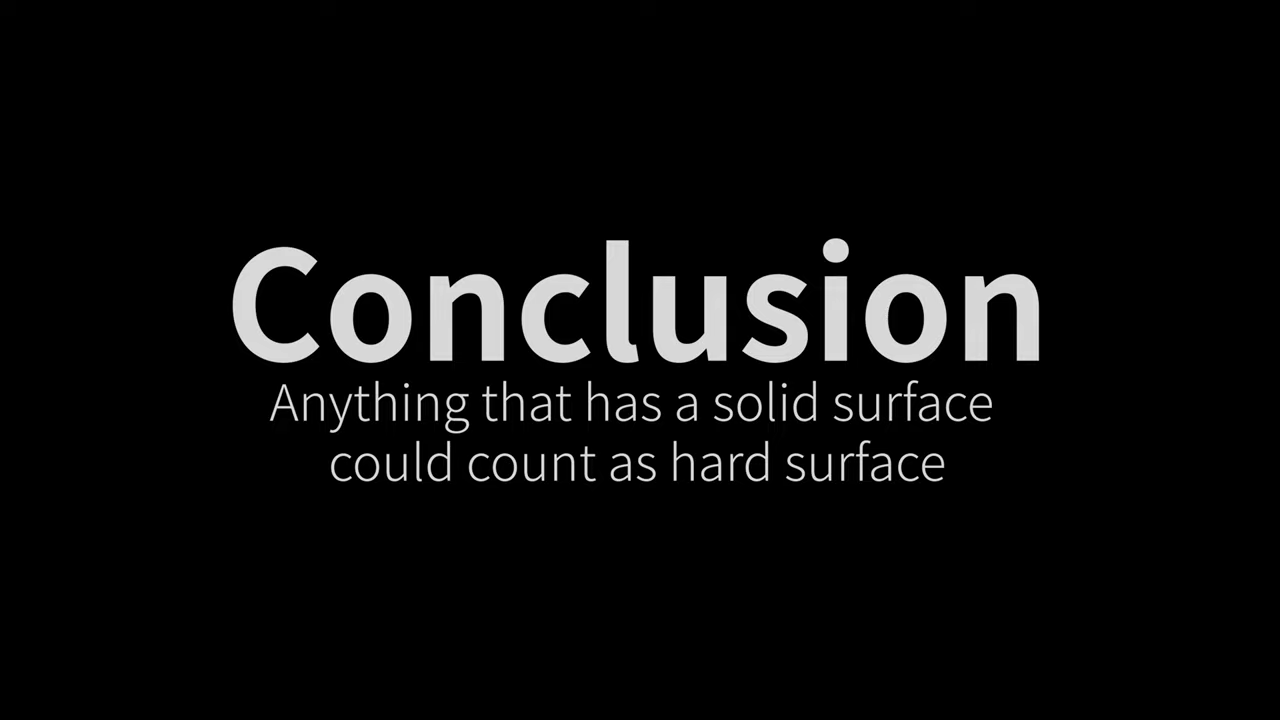 Conclusion
Anything that has a solid surface
could count as hard surface